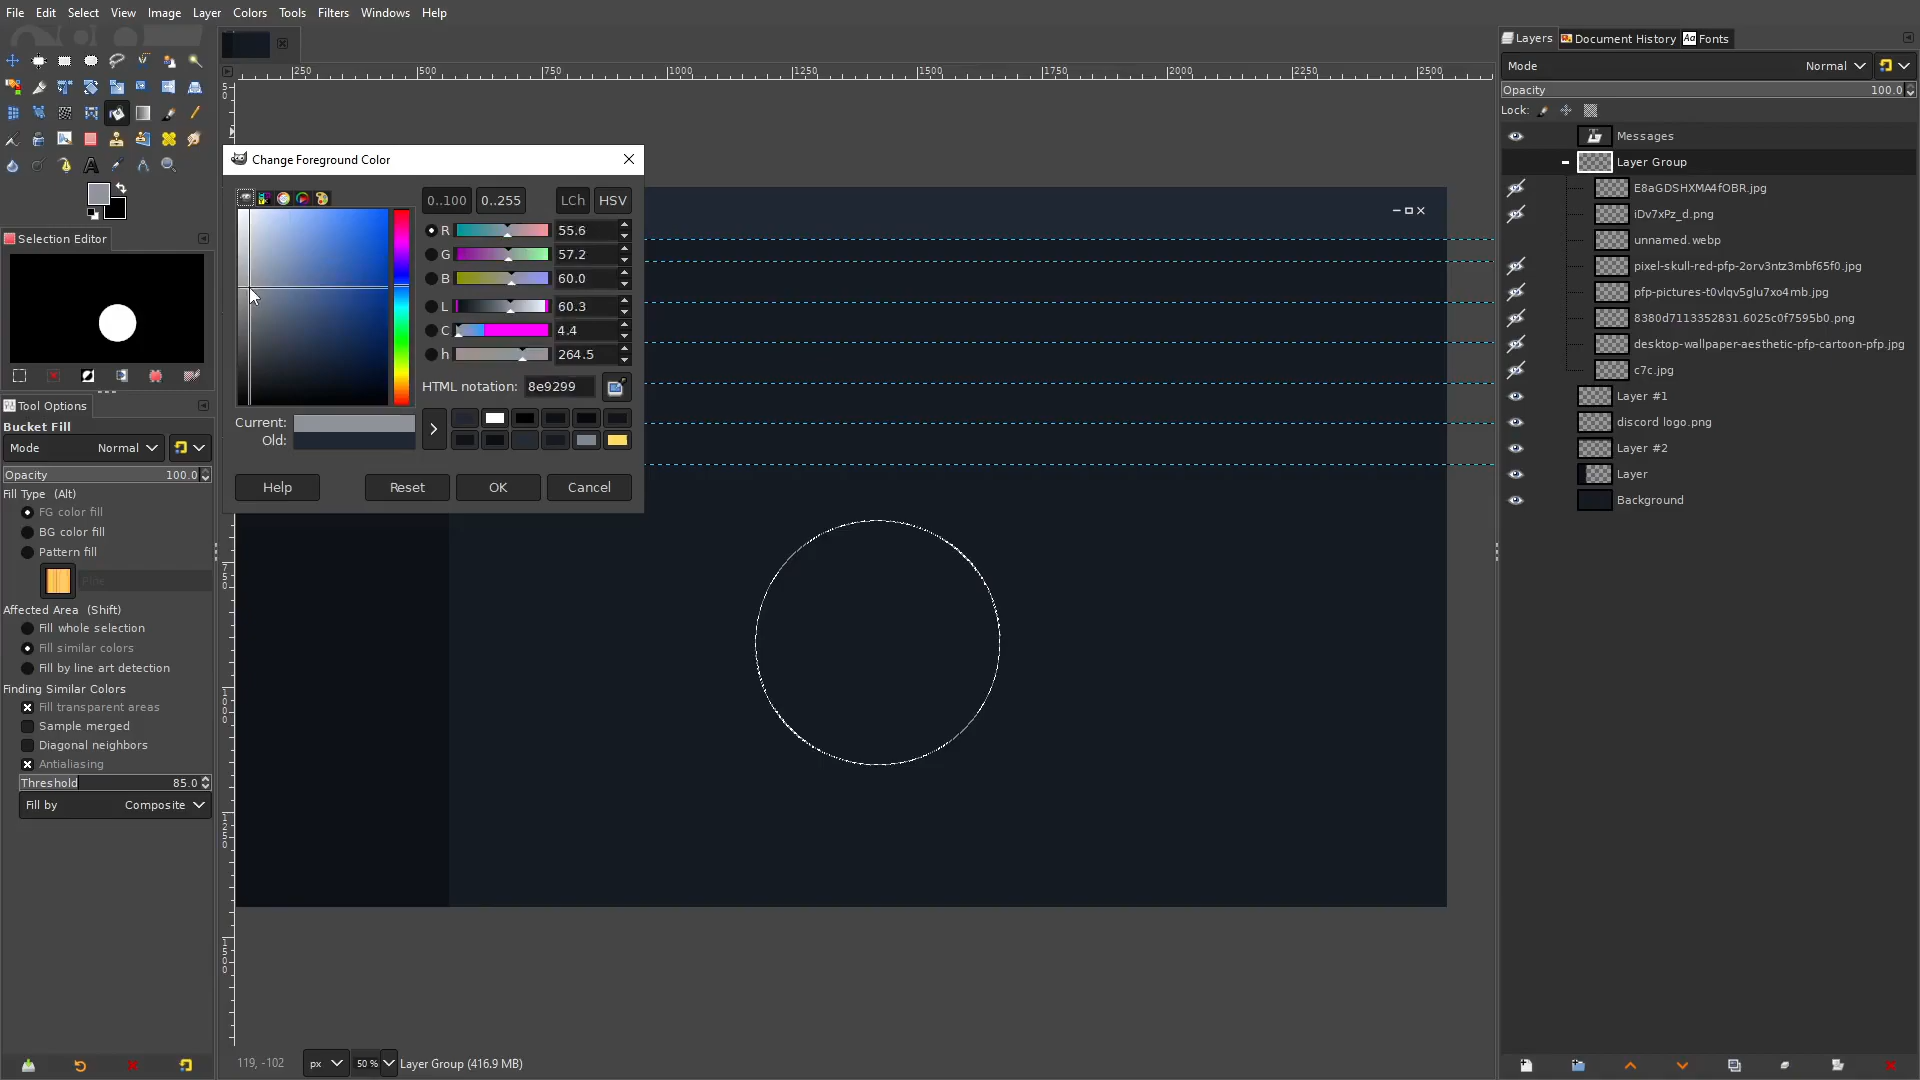 File Edit Select View Image Layer Colors Tools Filters Windows Help
Layers Document History Aa Fonts
Mode Normal
Opacity 100.0
Lock:
Messages
Layer Group
E8aGDSHXMA4fOBR.jpg
iDv7xPz_d.png
unnamed.webp
pixel-skull-red-pfp-2orv3ntz3mbf65f0.jpg
pfp-pictures-t0vlqv5glu7xo4mb.jpg
8380d7113352831.6025c0f7595b0.png
desktop-wallpaper-aesthetic-pfp-cartoon-pfp.jpg
c7c.jpg
Layer #1
discord logo.png
Layer #2
Layer
Background
250 500 750 1000 1250 1500 1750 2000 2250 2500
Change Foreground Color
0..100 0..255 LCh HSV
R 55.6
G 57.2
B 60.0
L 60.3
C 4.4
h 264.5
HTML notation: 8e9299
Current:
Old:
Help Reset OK Cancel
Selection Editor
Tool Options
Bucket Fill
Mode Normal
Opacity 100.0
Fill Type (Alt)
FG color fill
BG color fill
Pattern fill
Pine
Affected Area (Shift)
Fill whole selection
Fill similar colors
Fill by line art detection
Finding Similar Colors
Fill transparent areas
Sample merged
Diagonal neighbors
Antialiasing
Threshold 85.0
Fill by Composite
50
750
1000
1250
1500
119, -102 px 50 % Layer Group (416.9 MB)